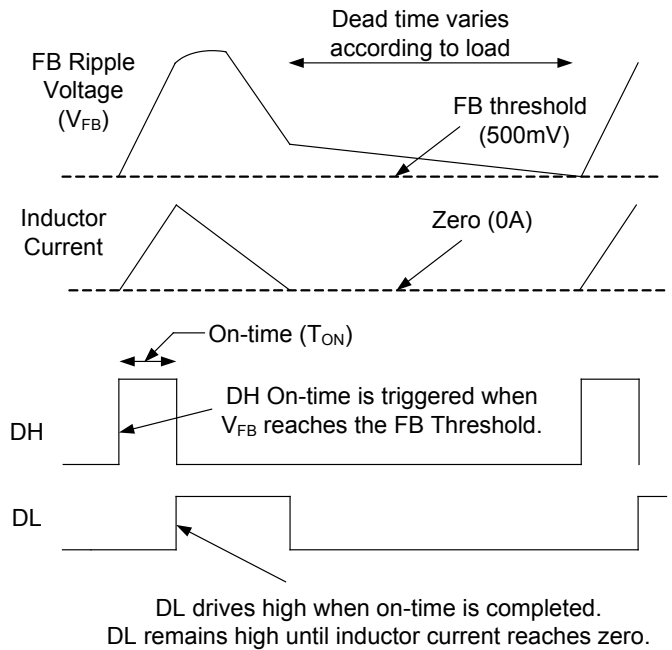 Dead time varies
according to load
FB Ripple
Voltage
(VFB)
FB threshold
(500mV)
Inductor
Current
Zero (0A)
On-time (TON)
DH On-time is triggered when
VFB reaches the FB Threshold.
DH
DL
DL drives high when on-time is completed.
DL remains high until inductor current reaches zero.